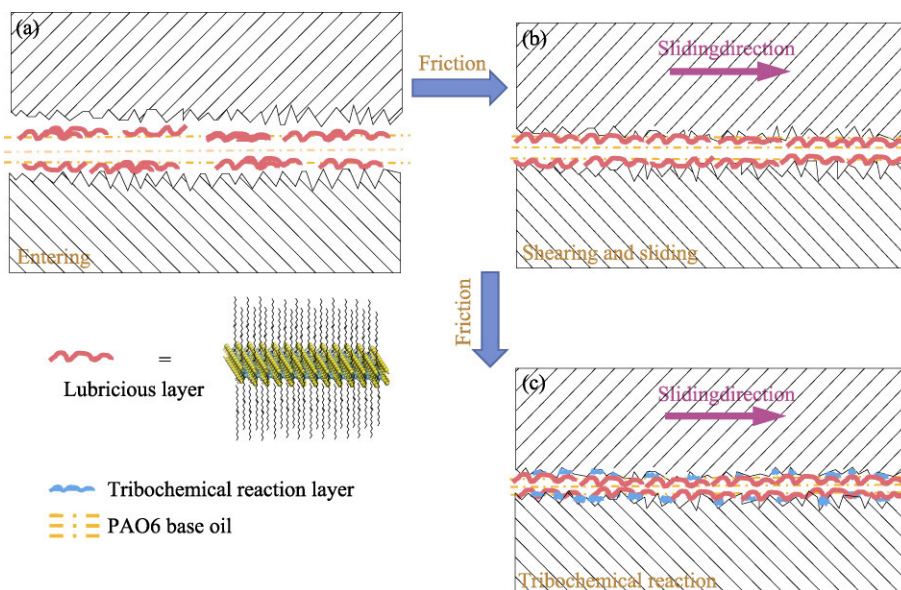 (a)
Entering
Friction
(b)
Slidingdirection
Shearing and sliding
Friction
(c)
Slidingdirection
Tribochemical reaction
=
Lubricious layer
Tribochemical reaction layer
PAO6 base oil